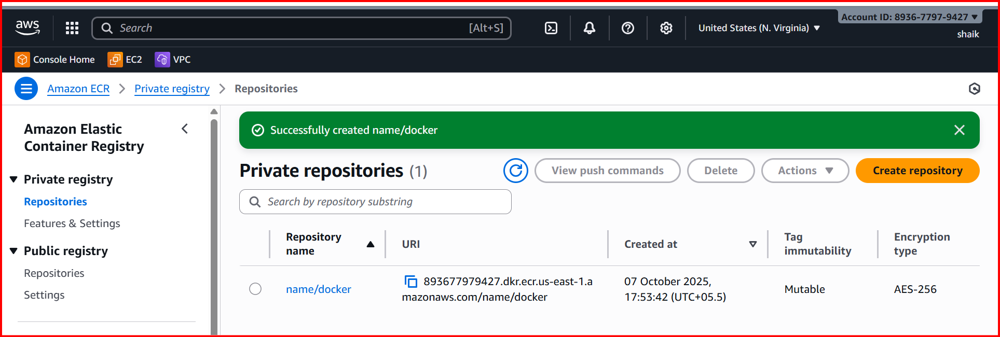 aws
Search [Alt+S]
United States (N. Virginia)
Account ID: 8936-7797-9427
shaik
Console Home
EC2
VPC
Amazon ECR
Private registry
Repositories
Amazon Elastic
Container Registry
Private registry
Repositories
Features & Settings
Public registry
Repositories
Settings
Successfully created name/docker
Private repositories (1)
View push commands
Delete
Actions
Create repository
Search by repository substring
Repository
name
URI
Created at
Tag
immutability
Encryption
type
name/docker
893677979427.dkr.ecr.us-east-1.a
mazonaws.com/name/docker
07 October 2025,
17:53:42 (UTC+05.5)
Mutable
AES-256